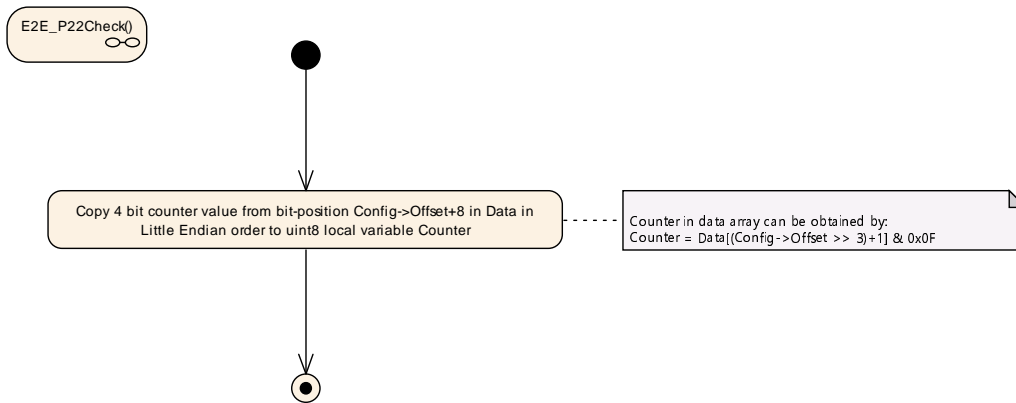 E2E_P22Check()
Copy 4 bit counter value from bit-position Config->Offset+8 in Data in
Little Endian order to uint8 local variable Counter
Counter in data array can be obtained by:
Counter = Data[(Config->Offset >> 3)+1] & 0x0F